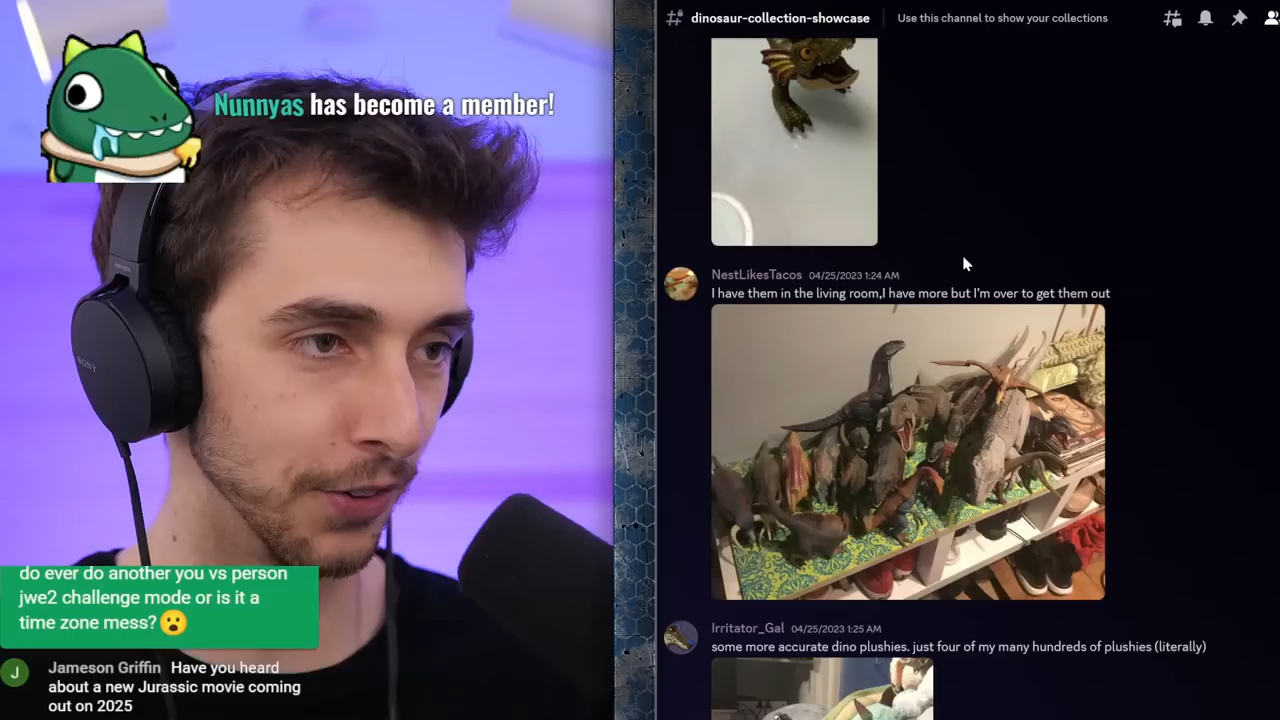 dinosaur-collection-showcase
Use this channel to show your collections
Nunnyas has become a member!
SONY
NestLikesTacos 04/25/2023 1:24 AM
I have them in the living room,I have more but I'm over to get them out
Irritator_Gal 04/25/2023 1:25 AM
some more accurate dino plushies. just four of my many hundreds of plushies (literally)
do ever do another you vs person
jwe2 challenge mode or is it a
time zone mess?😮
J
Jameson Griffin Have you heard
about a new Jurassic movie coming
out on 2025